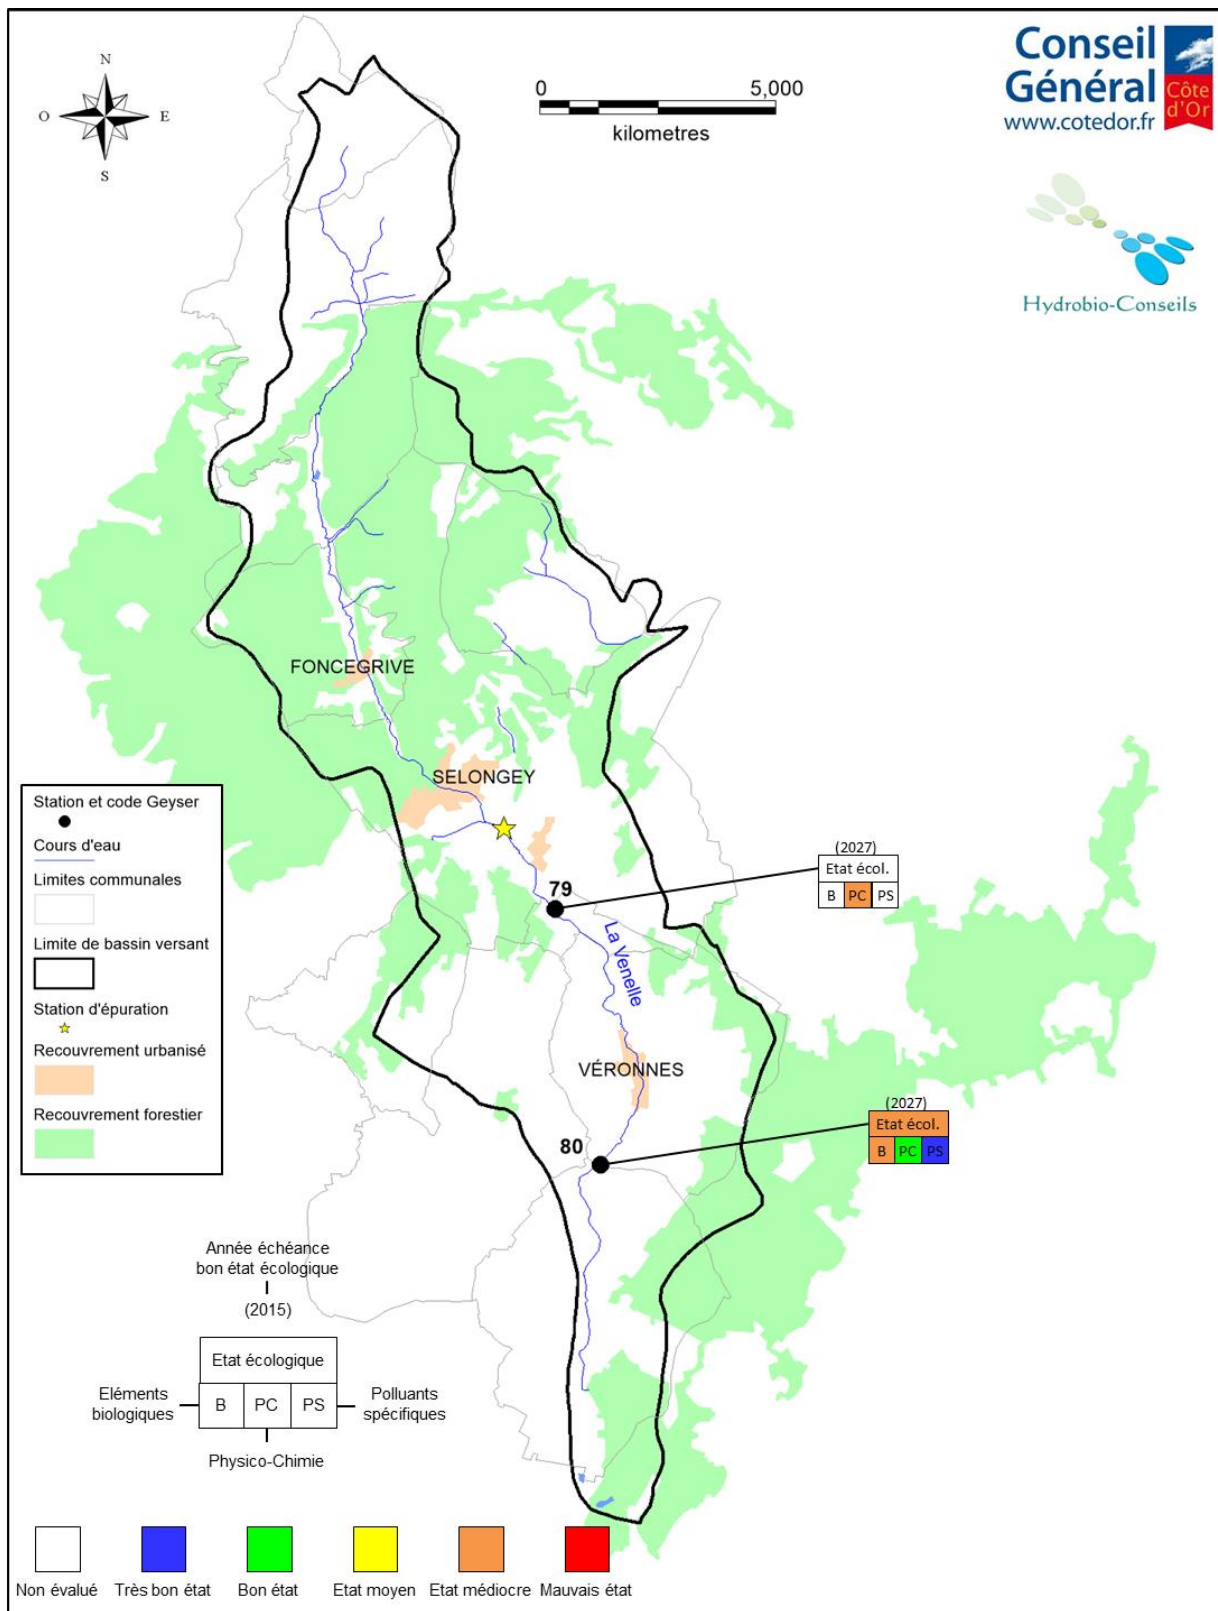 N
O
E
S
0 5,000
kilometres
Conseil
Général
Côte
d'Or
www.cotedor.fr
Hydrobio-Conseils
FONCEGRIVE
SELONGEY
Station et code Geyser
Cours d'eau
Limites communales
Limite de bassin versant
Station d'épuration
Recouvrement urbanisé
Recouvrement forestier
79
(2027)
Etat écol.
B PC PS
La Venelle
VÉRONNES
80
(2027)
Etat écol.
B PC PS
Année échéance
bon état écologique
(2015)
Etat écologique
Eléments
biologiques
B PC PS
Polluants
spécifiques
Physico-Chimie
Non évalué Très bon état Bon état Etat moyen Etat médiocre Mauvais état